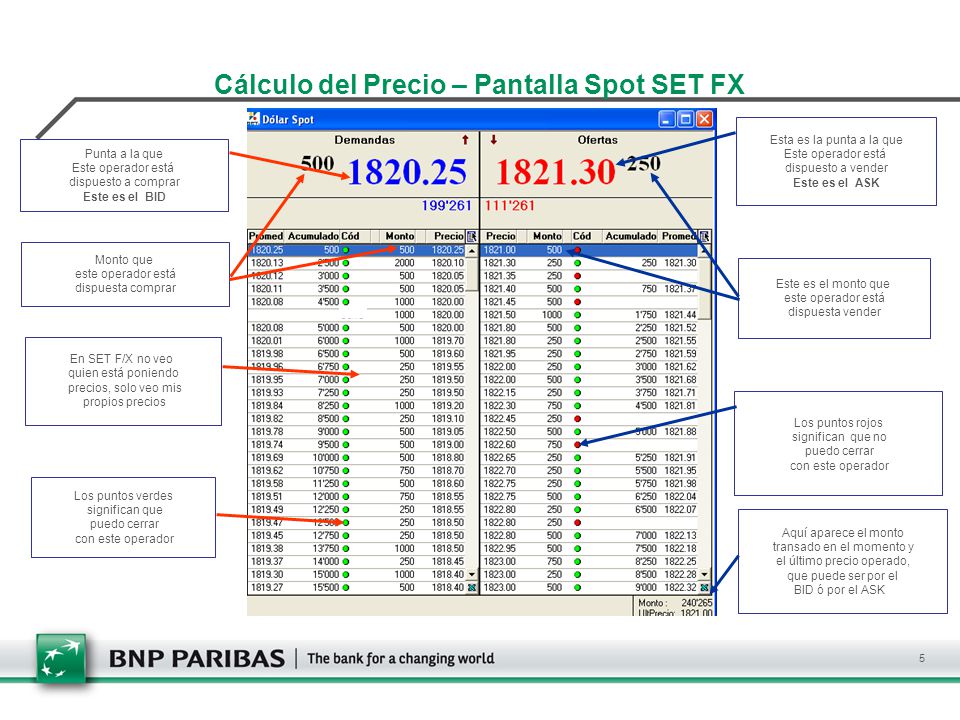 Cálculo del Precio – Pantalla Spot SET FX
Punta a la que
Este operador está
dispuesto a comprar
Este es el BID
Monto que
este operador está
dispuesta comprar
En SET F/X no veo
quien está poniendo
precios, solo veo mis
propios precios
Los puntos verdes
significan que
puedo cerrar
con este operador
Dólar Spot
Demandas
Ofertas
500
1820.25
1821.30
250
199'261
111'261
Promed Acumulado Cód Monto Precio Precio Monto Cód Acumulado Promed
1820.25 500 500 1820.25 1821.00 500
1820.13 2'500 2000 1820.10 1821.30 250 250 1821.30
1820.12 3'000 500 1820.05 1821.35 250
1820.11 3'500 500 1820.05 1821.40 500 750 1821.37
1820.08 4'500 1000 1820.00 1821.45 500
1000 1820.00 1821.50 1000 1'750 1821.44
1820.08 5'000 500 1820.00 1821.80 500 2'250 1821.52
1820.01 6'000 1000 1819.70 1821.80 250 2'500 1821.55
1819.98 6'500 500 1819.60 1821.95 250 2'750 1821.59
1819.96 6'750 250 1819.55 1822.00 250 3'000 1821.62
1819.95 7'000 250 1819.50 1822.00 500 3'500 1821.68
1819.93 7'250 250 1819.50 1822.15 250 3'750 1821.71
1819.84 8'250 1000 1819.20 1822.30 750 4'500 1821.81
1819.82 8'500 250 1819.10 1822.45 250
1819.78 9'000 500 1819.00 1822.50 500 5'000 1821.88
1819.74 9'500 500 1819.00 1822.60 750
1819.69 10'000 500 1818.80 1822.65 250 5'250 1821.91
1819.62 10'750 750 1818.70 1822.70 250 5'500 1821.95
1819.58 11'250 500 1818.60 1822.75 250 5'750 1821.98
1819.51 12'000 750 1818.55 1822.75 500 6'250 1822.04
1819.49 12'250 250 1818.55 1822.80 250 6'500 1822.07
1819.47 12'500 250 1818.50 1822.80 250
1819.45 12'750 250 1818.50 1822.80 500 7'000 1822.13
1819.38 13'500 750 1818.45 1822.90 500 7'500 1822.18
1819.37 14'000 500 1818.45 1823.00 750 8'250 1822.25
1819.30 15'000 1000 1818.40 1823.00 250 8'500 1822.28
1819.27 15'500 500 1818.40 1823.00 500 9'000 1822.32
Monto : 240'265
UltPrecio: 1821.00
Esta es la punta a la que
Este operador está
dispuesto a vender
Este es el ASK
Este es el monto que
este operador está
dispuesta vender
Los puntos rojos
significan que no
puedo cerrar
con este operador
Aquí aparece el monto
transado en el momento y
el último precio operado,
que puede ser por el
BID ó por el ASK
BNP PARIBAS
The bank for a changing world
5